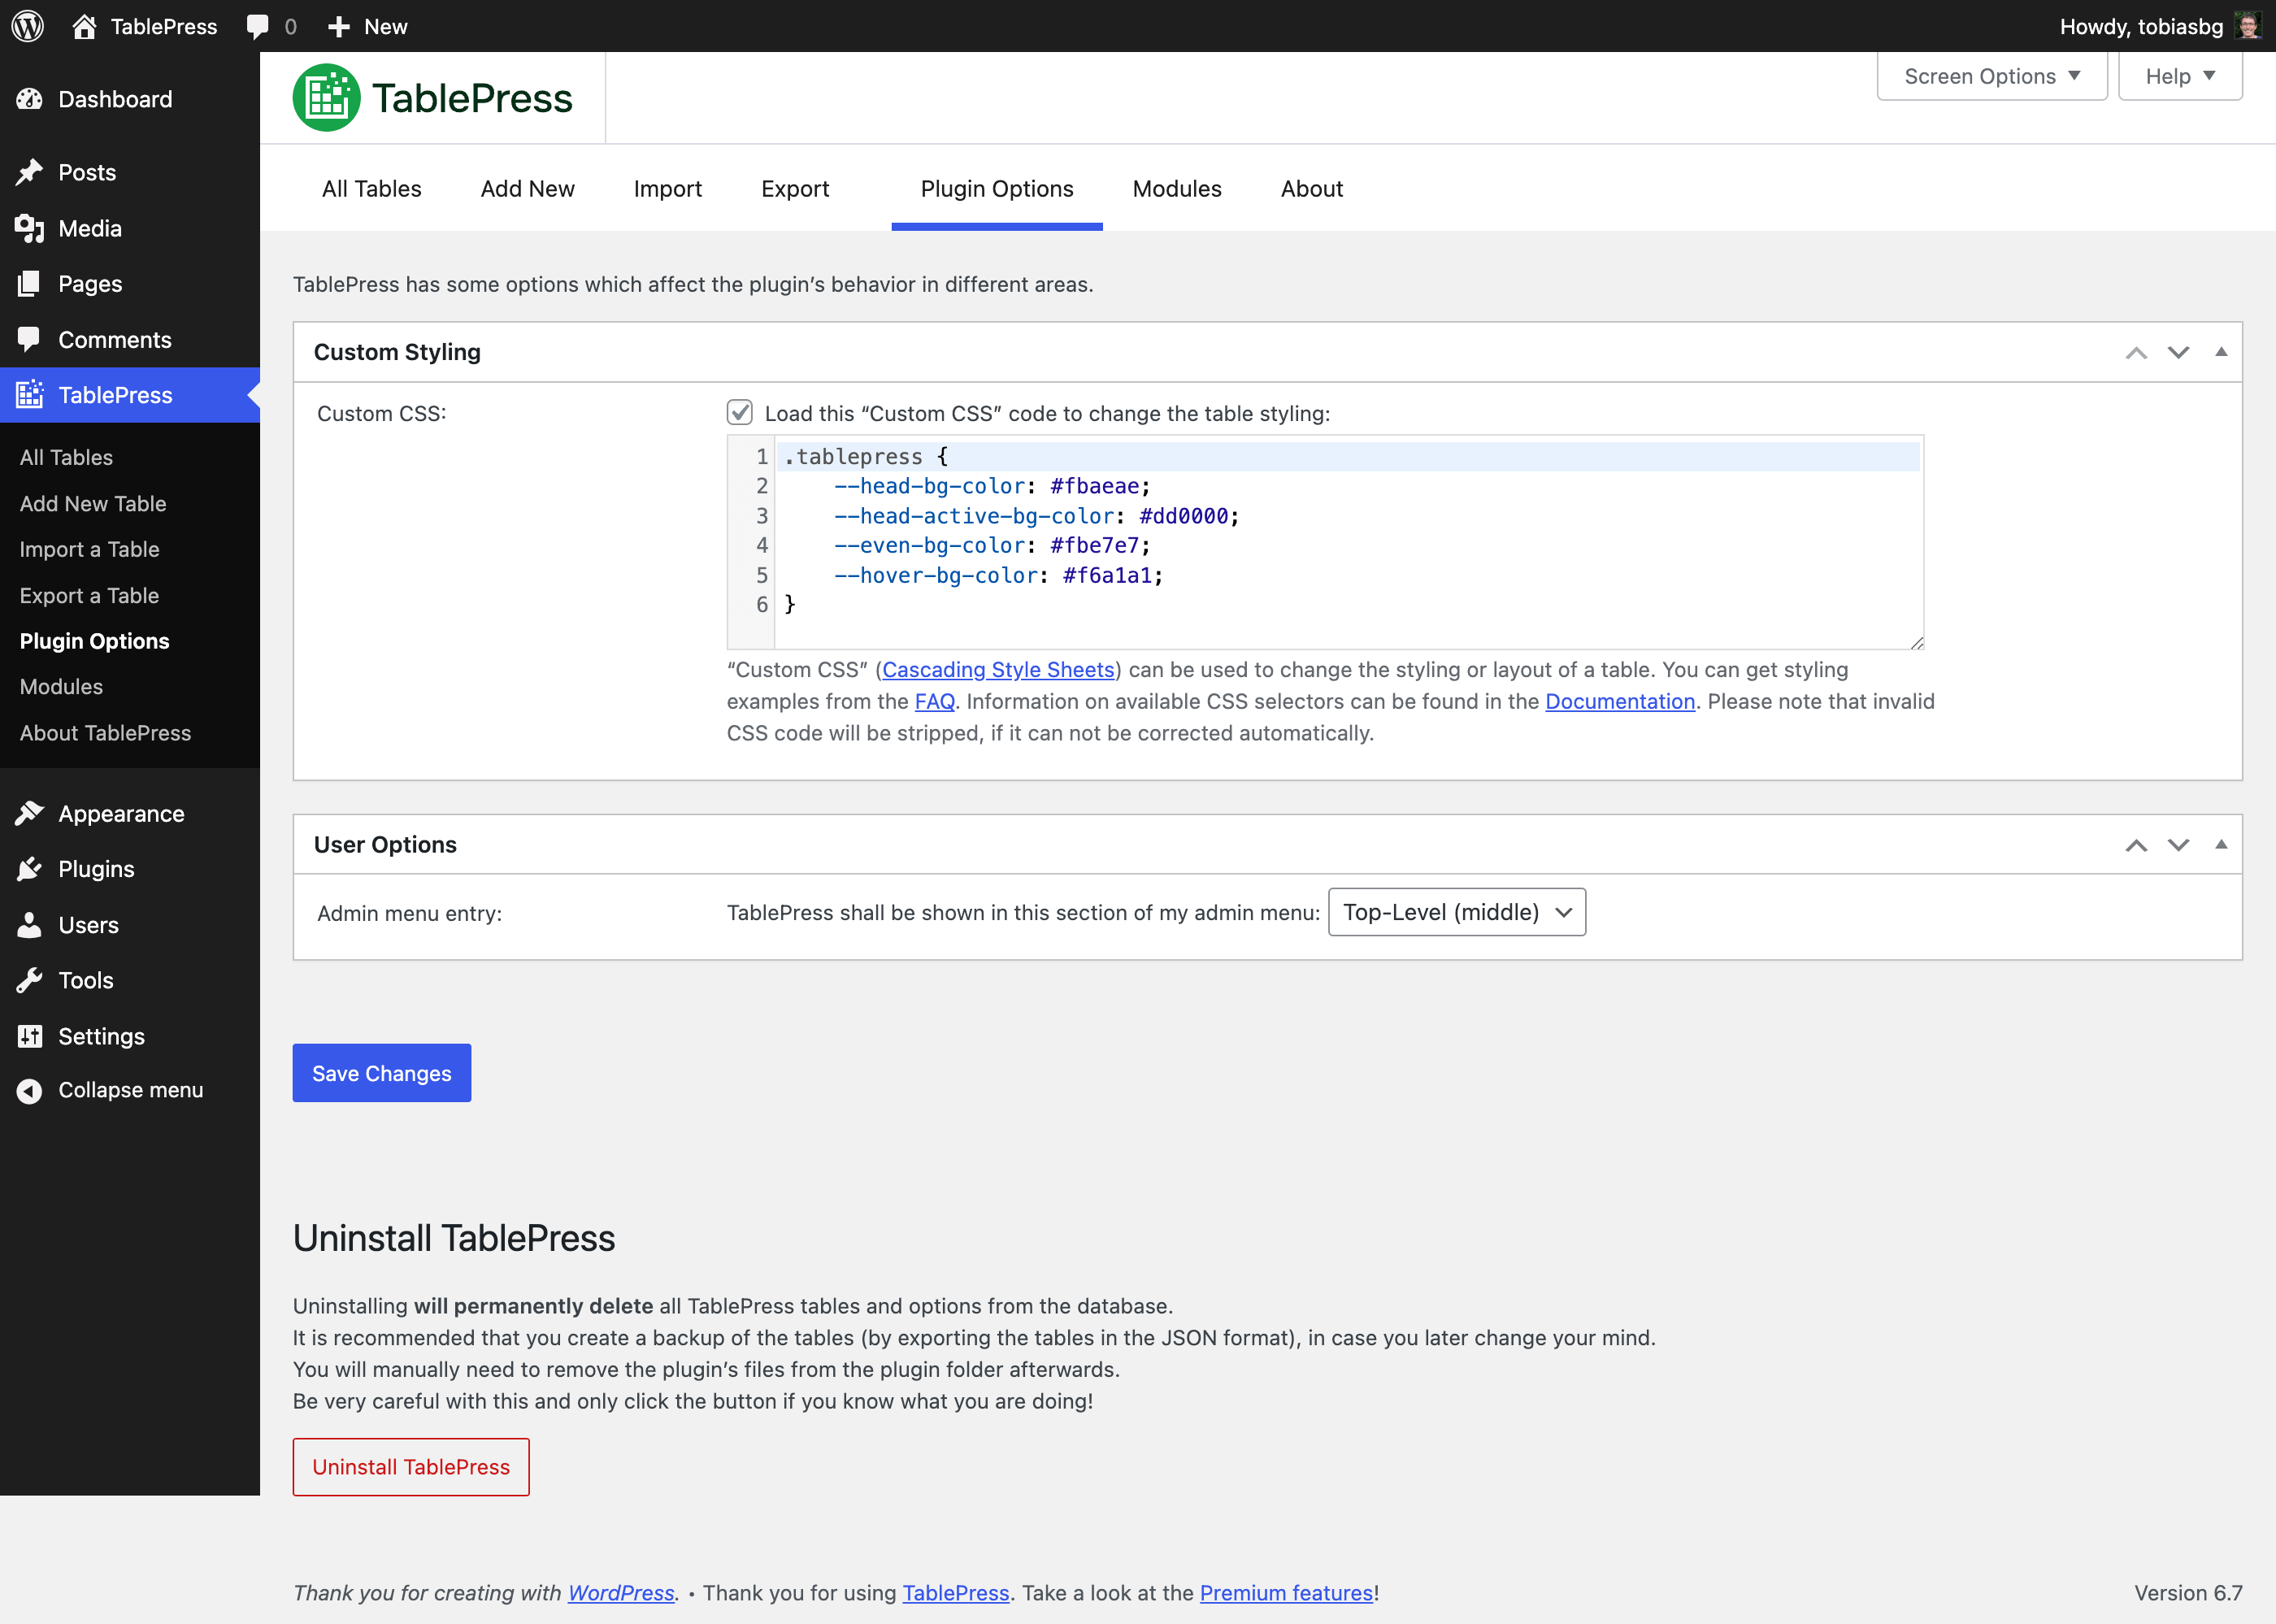 TablePress
0
New
Howdy, tobiasbg
Dashboard
Posts
Media
Pages
Comments
TablePress
All Tables
Add New Table
Import a Table
Export a Table
Plugin Options
Modules
About TablePress
Appearance
Plugins
Users
Tools
Settings
Collapse menu
TablePress
Screen Options
Help
All Tables
Add New
Import
Export
Plugin Options
Modules
About
TablePress has some options which affect the plugin’s behavior in different areas.
Custom Styling
Custom CSS:
Load this “Custom CSS” code to change the table styling:
1 .tablepress {
2     --head-bg-color: #fbaeae;
3     --head-active-bg-color: #dd0000;
4     --even-bg-color: #fbe7e7;
5     --hover-bg-color: #f6a1a1;
6 }
“Custom CSS” (Cascading Style Sheets) can be used to change the styling or layout of a table. You can get styling
examples from the FAQ. Information on available CSS selectors can be found in the Documentation. Please note that invalid
CSS code will be stripped, if it can not be corrected automatically.
User Options
Admin menu entry:
TablePress shall be shown in this section of my admin menu: Top-Level (middle)
Save Changes
Uninstall TablePress
Uninstalling will permanently delete all TablePress tables and options from the database.
It is recommended that you create a backup of the tables (by exporting the tables in the JSON format), in case you later change your mind.
You will manually need to remove the plugin’s files from the plugin folder afterwards.
Be very careful with this and only click the button if you know what you are doing!
Uninstall TablePress
Thank you for creating with WordPress. • Thank you for using TablePress. Take a look at the Premium features!
Version 6.7